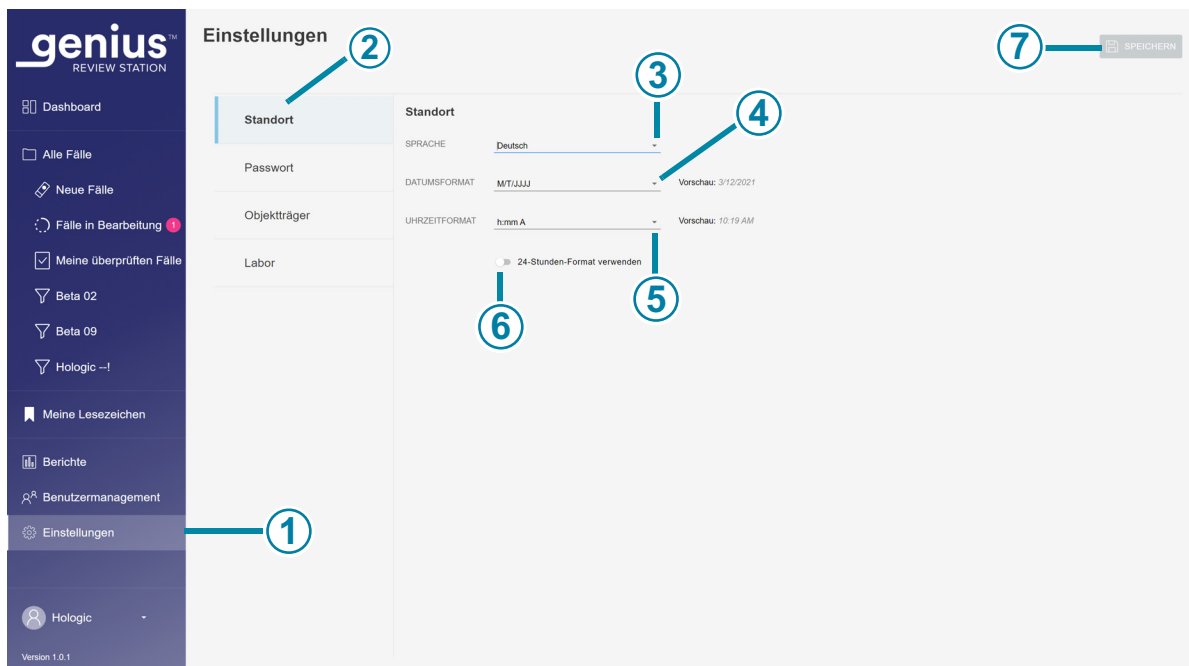 genius™
REVIEW STATION
Dashboard
Alle Fälle
Neue Fälle
Fälle in Bearbeitung 1
Meine überprüften Fälle
Beta 02
Beta 09
Hologic --!
Meine Lesezeichen
Berichte
Benutzermanagement
Einstellungen
Hologic
Version 1.0.1
1
Einstellungen
2
7
SPEICHERN
Standort
Passwort
Objektträger
Labor
Standort
3
4
SPRACHE Deutsch
DATUMSFORMAT M/T/JJJJ Vorschau: 3/12/2021
UHRZEITFORMAT h:mm A Vorschau: 10:19 AM
24-Stunden-Format verwenden
5
6